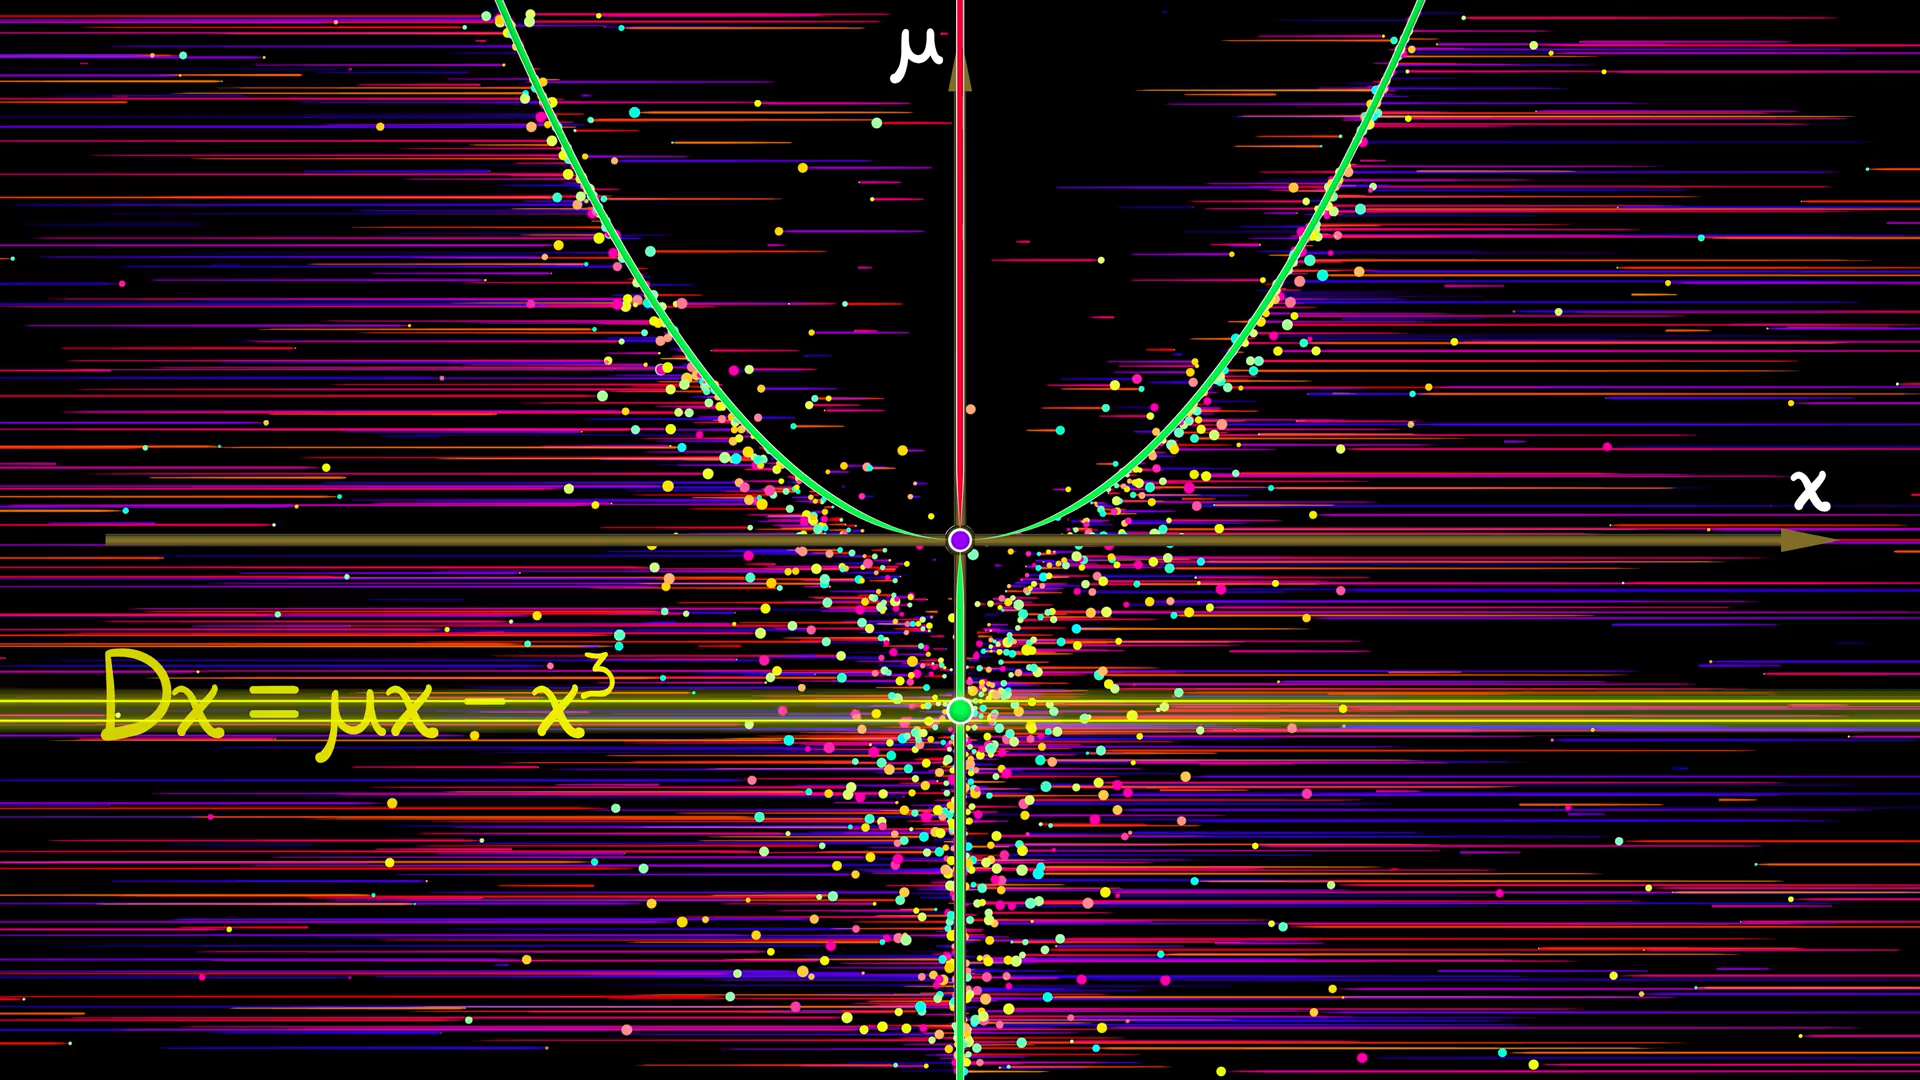 μ
x
Dx = μx - x³